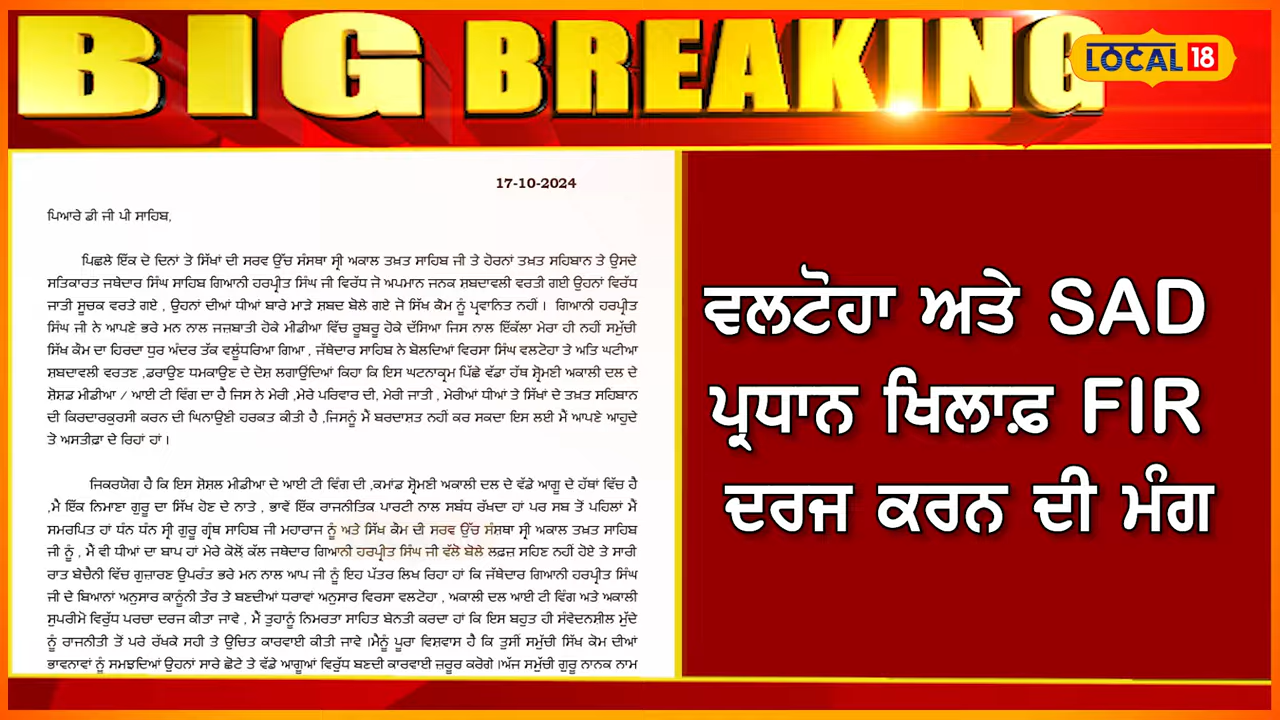 BIG BREAKING
LOCAL 18
17-10-2024
ਪਿਆਰੇ ਡੀ ਜੀ ਪੀ ਸਾਹਿਬ,
ਪਿਛਲੇ ਇੱਕ ਦੋ ਦਿਨਾਂ ਤੋ ਸਿੱਖਾਂ ਦੀ ਸਰਵ ਉੱਚ ਸੰਸਥਾ ਸ੍ਰੀ ਅਕਾਲ ਤਖ਼ਤ ਸਾਹਿਬ ਜੀ ਤੇ ਹੋਰਨਾਂ ਤਖ਼ਤ ਸਹਿਬਾਨ ਤੇ ਉਸਦੇ
ਸਤਿਕਾਰਤ ਜਥੇਦਾਰ ਸਿੰਘ ਸਾਹਿਬ ਗਿਆਨੀ ਹਰਪ੍ਰੀਤ ਸਿੰਘ ਜੀ ਵਿਰੱਧ ਜੋ ਅਪਮਾਨ ਜਨਕ ਸ਼ਬਦਾਵਲੀ ਵਰਤੀ ਗਈ ਉਹਨਾਂ ਵਿਰੱਧ
ਜਾਤੀ ਸੂਚਕ ਵਰਤੇ ਗਏ , ਉਹਨਾਂ ਦੀਆਂ ਧੀਆਂ ਬਾਰੇ ਮਾੜੇ ਸ਼ਬਦ ਬੋਲੇ ਗਏ ਜੋ ਸਿੱਖ ਕੌਮ ਨੂੰ ਪ੍ਰਵਾਨਿਤ ਨਹੀਂ । ਗਿਆਨੀ ਹਰਪ੍ਰੀਤ
ਸਿੰਘ ਜੀ ਨੇ ਆਪਣੇ ਭਰੇ ਮਨ ਨਾਲ ਜਜ਼ਬਾਤੀ ਹੋਕੇ ਮੀਡੀਆ ਵਿੱਚ ਰੂਬਰੂ ਹੋਕੇ ਦੱਸਿਆ ਜਿਸ ਨਾਲ ਇੱਕੱਲਾ ਮੇਰਾ ਹੀ ਨਹੀਂ ਸਮੁੱਚੀ
ਸਿੱਖ ਕੌਮ ਦਾ ਹਿਰਦਾ ਧੁਰ ਅੰਦਰ ਤੱਕ ਵਲੂੰਧਰਿਆ ਗਿਆ , ਜੱਥੇਦਾਰ ਸਾਹਿਬ ਨੇ ਬੋਲਦਿਆਂ ਵਿਰਸਾ ਸਿੰਘ ਵਲਟੋਹਾ ਤੇ ਅਤਿ ਘਟੀਆ
ਸ਼ਬਦਾਵਲੀ ਵਰਤਣ ,ਡਰਾਉਣ ਧਮਕਾਉਣ ਦੇ ਦੋਸ਼ ਲਗਾਉਂਦਿਆਂ ਕਿਹਾ ਕਿ ਇਸ ਘਟਨਾਕ੍ਰਮ ਪਿੱਛੇ ਵੱਡਾ ਹੱਥ ਸ਼੍ਰੋਮਣੀ ਅਕਾਲੀ ਦਲ ਦੇ
ਸ਼ੋਸ਼ਡ ਮੀਡੀਆ / ਆਈ ਟੀ ਵਿੰਗ ਦਾ ਹੈ ਜਿਸ ਨੇ ਮੇਰੀ ,ਮੇਰੇ ਪਰਿਵਾਰ ਦੀ, ਮੇਰੀ ਜਾਤੀ , ਮੇਰੀਆਂ ਧੀਆਂ ਤੇ ਸਿੱਖਾਂ ਦੇ ਤਖ਼ਤ ਸਹਿਬਾਨ
ਦੀ ਕਿਰਦਾਰਕੁਰਸੀ ਕਰਨ ਦੀ ਘਿਨਾਉਣੀ ਹਰਕਤ ਕੀਤੀ ਹੈ ,ਜਿਸਨੂੰ ਮੈਂ ਬਰਦਾਸ਼ਤ ਨਹੀਂ ਕਰ ਸਕਦਾ ਇਸ ਲਈ ਮੈਂ ਆਪਣੇ ਆਹੁਦੇ
ਤੋ ਅਸਤੀਫ਼ਾ ਦੇ ਰਿਹਾਂ ਹਾਂ ।
ਜਿਕਰਯੋਗ ਹੈ ਕਿ ਇਸ ਸ਼ੋਸ਼ਲ ਮੀਡੀਆ ਦੇ ਆਈ ਟੀ ਵਿੰਗ ਦੀ ,ਕਮਾਂਡ ਸ਼੍ਰੋਮਣੀ ਅਕਾਲੀ ਦਲ ਦੇ ਵੱਡੇ ਆਗੂ ਦੇ ਹੱਥਾਂ ਵਿੱਚ ਹੈ
,ਮੈਂ ਇੱਕ ਨਿਮਾਣਾ ਗੁਰੂ ਦਾ ਸਿੱਖ ਹੋਣ ਦੇ ਨਾਤੇ , ਭਾਵੇਂ ਇੱਕ ਰਾਜਨੀਤਿਕ ਪਾਰਟੀ ਨਾਲ ਸਬੰਧ ਰੱਖਦਾ ਹਾਂ ਪਰ ਸਬ ਤੋਂ ਪਹਿਲਾਂ ਮੈਂ
ਸਮਰਪਿਤ ਹਾਂ ਧੰਨ ਧੰਨ ਸ੍ਰੀ ਗੁਰੂ ਗ੍ਰੰਥ ਸਾਹਿਬ ਜੀ ਮਹਾਰਾਜ ਨੂੰ ਅਤੇ ਸਿੱਖ ਕੌਮ ਦੀ ਸਰਵ ਉੱਚ ਸੰਸਥਾ ਸ੍ਰੀ ਅਕਾਲ ਤਖ਼ਤ ਸਾਹਿਬ
ਜੀ ਨੂੰ , ਮੈਂ ਵੀ ਧੀਆਂ ਦਾ ਬਾਪ ਹਾਂ ਮੇਰੇ ਕੋਲੋਂ ਕੱਲ ਜਥੇਦਾਰ ਗਿਆਨੀ ਹਰਪ੍ਰੀਤ ਸਿੰਘ ਜੀ ਵੱਲੋ ਬੋਲੇ ਲਫ਼ਜ਼ ਸਹਿਣ ਨਹੀਂ ਹੋਏ ਤੇ ਸਾਰੀ
ਰਾਤ ਬੇਚੈਨੀ ਵਿੱਚ ਗੁਜ਼ਾਰਣ ਉਪਰੰਤ ਭਰੇ ਮਨ ਨਾਲ ਆਪ ਜੀ ਨੂੰ ਇਹ ਪੱਤਰ ਲਿਖ ਰਿਹਾ ਹਾਂ ਕਿ ਜੱਥੇਦਾਰ ਗਿਆਨੀ ਹਰਪ੍ਰੀਤ ਸਿੰਘ
ਜੀ ਦੇ ਬਿਆਨਾਂ ਅਨੁਸਾਰ ਕਾਨੂੰਨੀ ਤੌਰ ਤੇ ਬਣਦੀਆਂ ਧਰਾਵਾਂ ਅਨੁਸਾਰ ਵਿਰਸਾ ਵਲਟੋਹਾ , ਅਕਾਲੀ ਦਲ ਆਈ ਟੀ ਵਿੰਗ ਅਤੇ ਅਕਾਲੀ
ਸੁਪਰੀਮੋ ਵਿਰੁੱਧ ਪਰਚਾ ਦਰਜ ਕੀਤਾ ਜਾਵੇ , ਮੈਂ ਤੁਹਾਨੂੰ ਨਿਮਰਤਾ ਸਾਹਿਤ ਬੇਨਤੀ ਕਰਦਾ ਹਾਂ ਕਿ ਇਸ ਬਹੁਤ ਹੀ ਸੰਵੇਦਨਸ਼ੀਲ ਮੁੱਦੇ
ਨੂੰ ਰਾਜਨੀਤੀ ਤੋਂ ਪਰੇ ਰੱਖਕੇ ਸਹੀ ਤੇ ਉਚਿਤ ਕਾਰਵਾਈ ਕੀਤੀ ਜਾਵੇ ।ਮੈਨੂੰ ਪੂਰਾ ਵਿਸ਼ਵਾਸ ਹੈ ਕਿ ਤੁਸੀਂ ਸਮੁੱਚੀ ਸਿੱਖ ਕੌਮ ਦੀਆਂ
ਭਾਵਨਾਵਾਂ ਨੂੰ ਸਮਝਦਿਆਂ ਉਹਨਾਂ ਸਾਰੇ ਛੋਟੇ ਤੇ ਵੱਡੇ ਆਗੂਆਂ ਵਿਰੁੱਧ ਬਣਦੀ ਕਾਰਵਾਈ ਜ਼ਰੂਰ ਕਰੋਗੇ ।ਅੱਜ ਸਮੁੱਚੀ ਗੁਰੂ ਨਾਨਕ ਨਾਮ
ਵਲਟੋਹਾ ਅਤੇ SAD
ਪ੍ਰਧਾਨ ਖਿਲਾਫ਼ FIR
ਦਰਜ ਕਰਨ ਦੀ ਮੰਗ